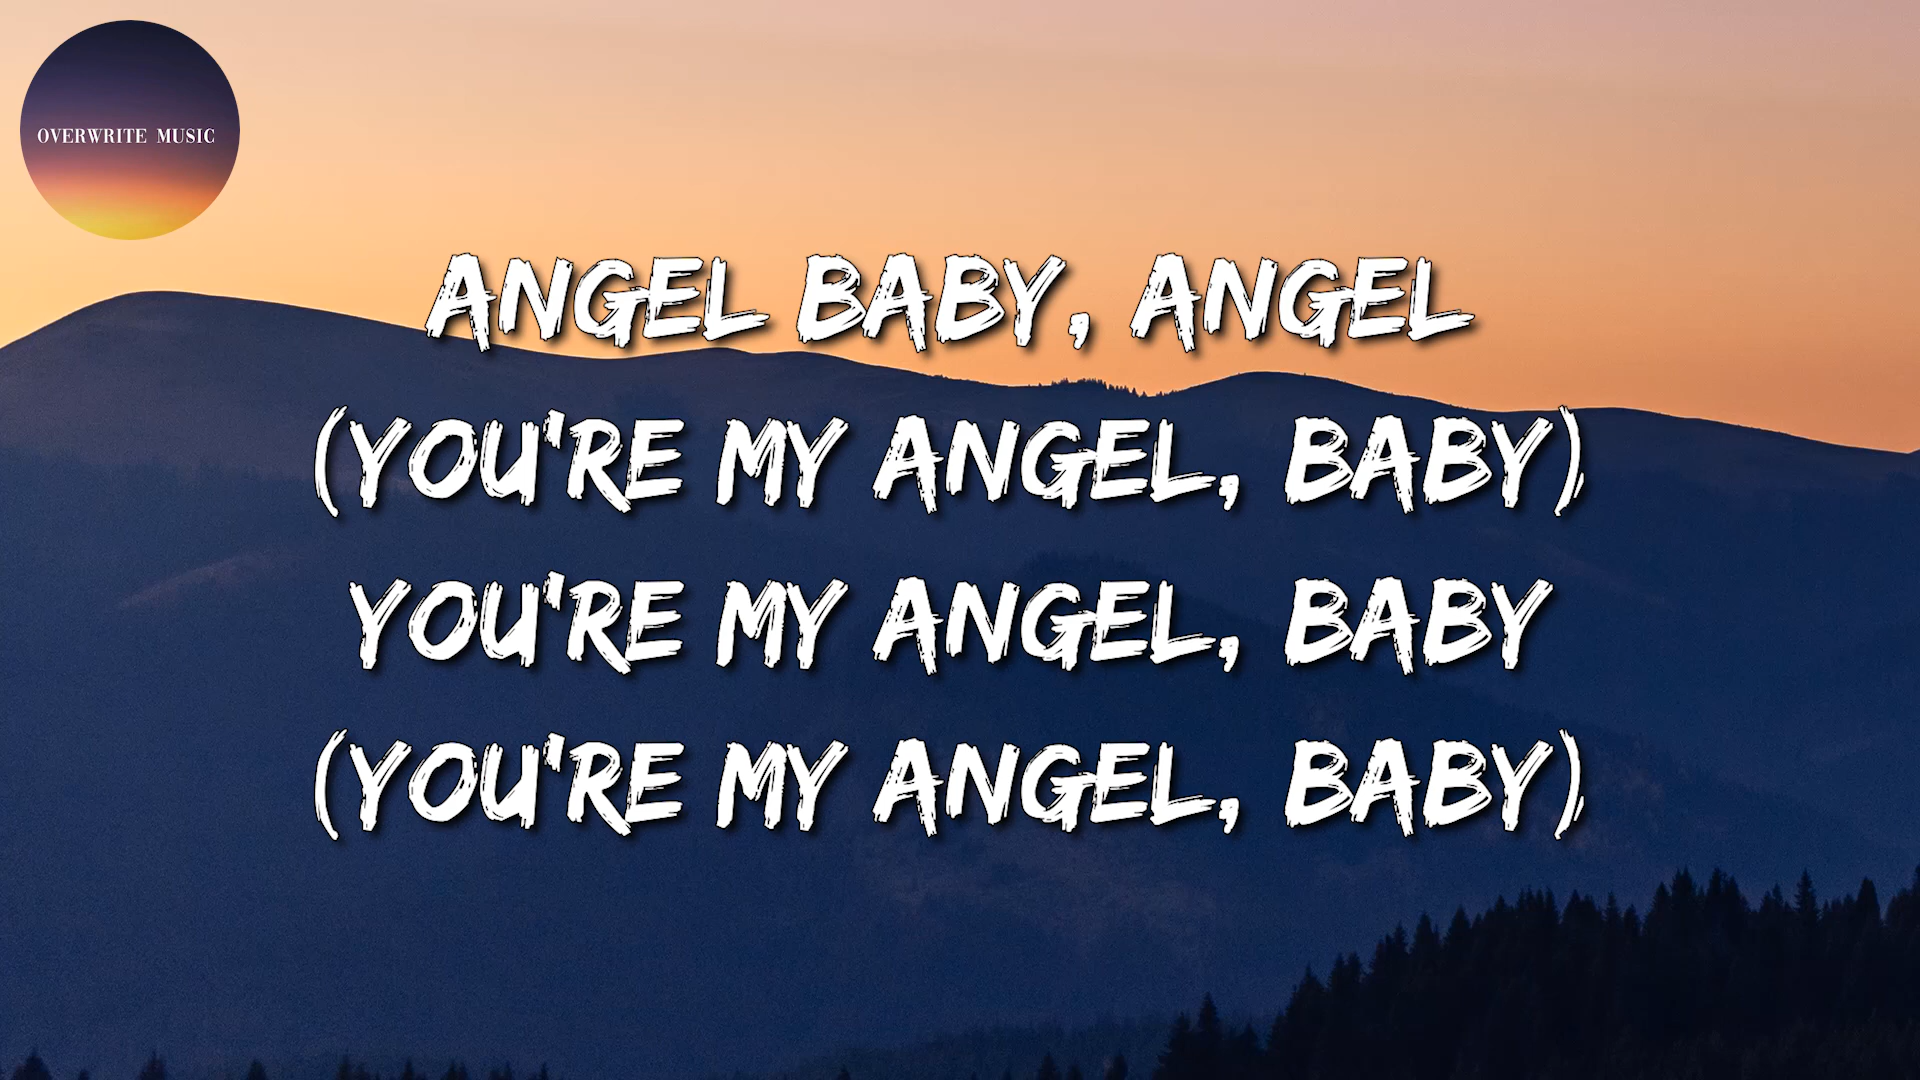 OVERWRITE MUSIC
ANGEL BABY, ANGEL
(YOU'RE MY ANGEL, BABY)
YOU'RE MY ANGEL, BABY
(YOU'RE MY ANGEL, BABY)